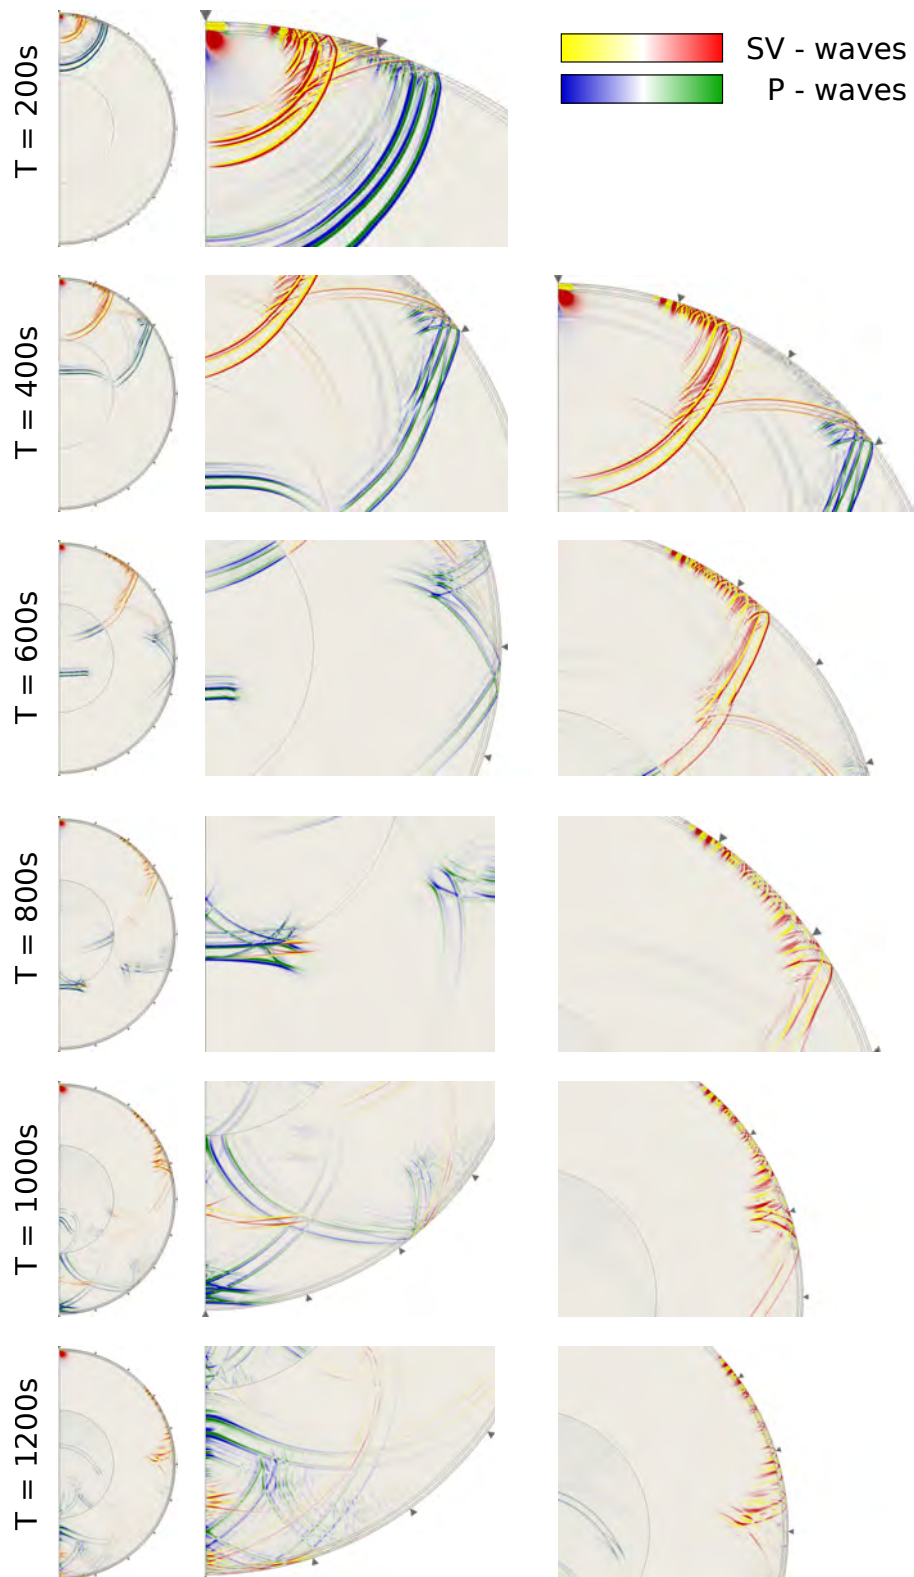 T = 200s
SV - waves
P - waves
T = 400s
T = 600s
T = 800s
T = 1000s
T = 1200s